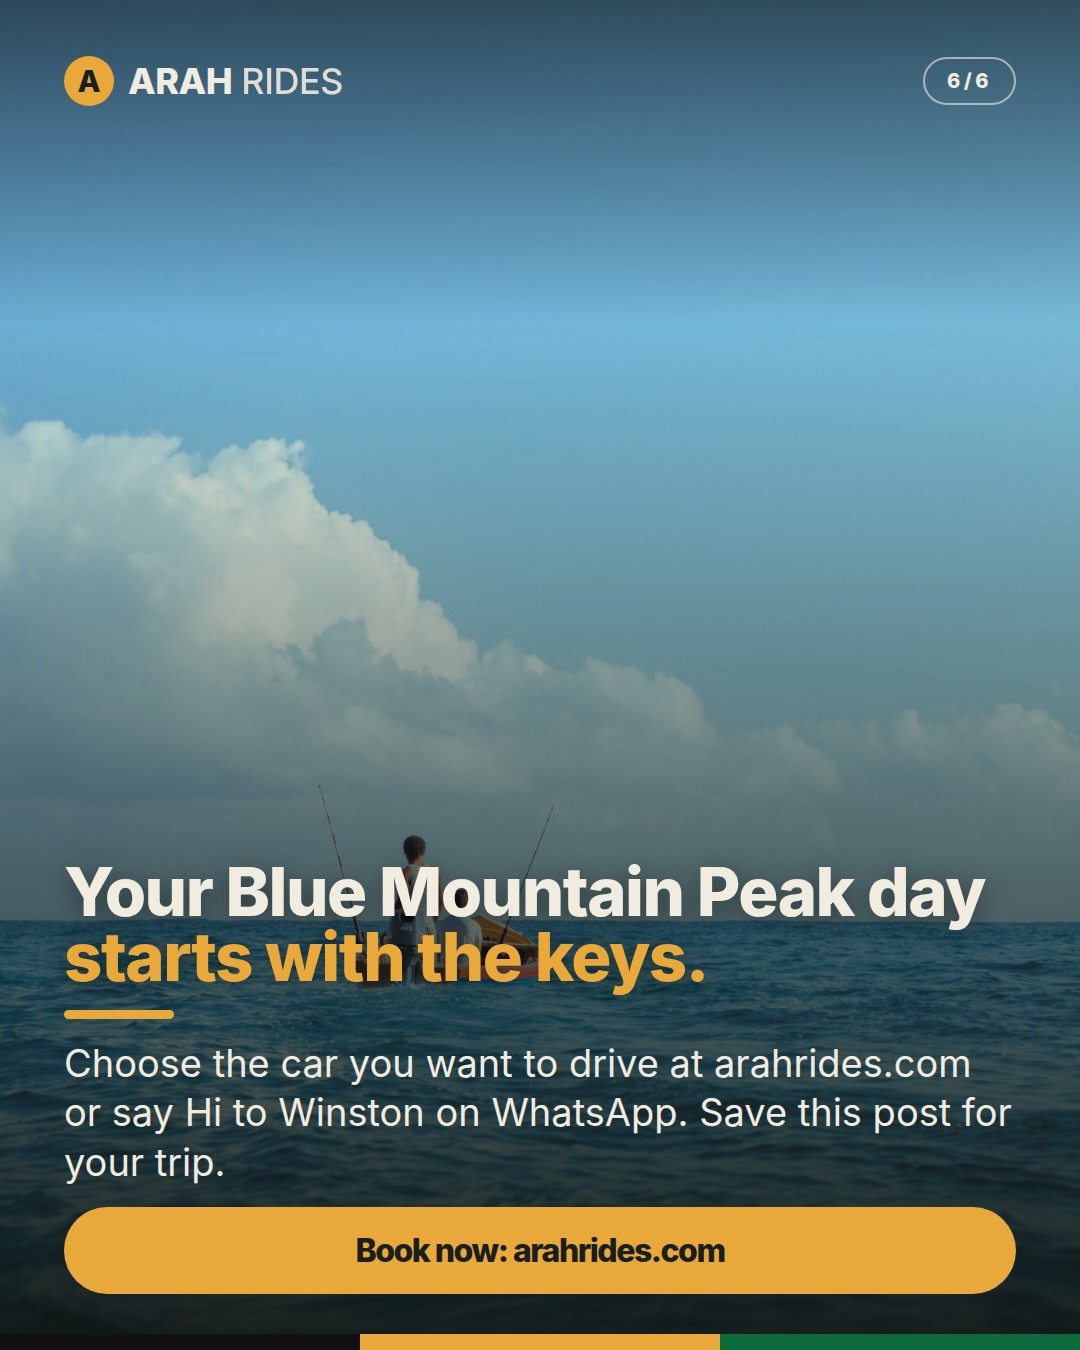 A ARAH RIDES
6/6
Your Blue Mountain Peak day
starts with the keys.
Choose the car you want to drive at arahrides.com
or say Hi to Winston on WhatsApp. Save this post for
your trip.
Book now: arahrides.com